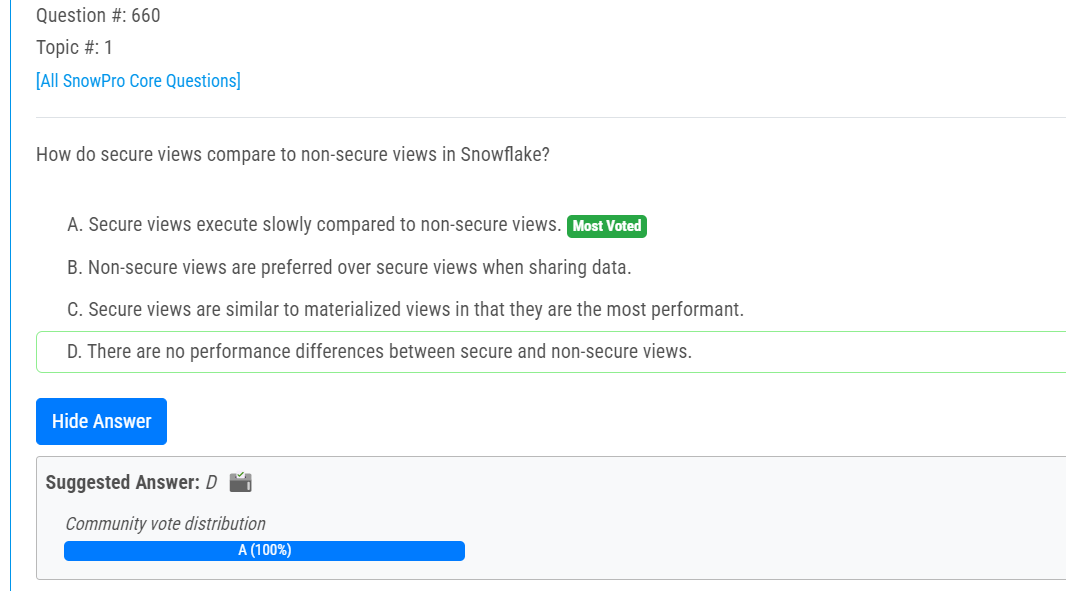 Question #: 660
Topic #: 1
[All SnowPro Core Questions]
How do secure views compare to non-secure views in Snowflake?
A. Secure views execute slowly compared to non-secure views. Most Voted
B. Non-secure views are preferred over secure views when sharing data.
C. Secure views are similar to materialized views in that they are the most performant.
D. There are no performance differences between secure and non-secure views.
Hide Answer
Suggested Answer: D
Community vote distribution
A (100%)